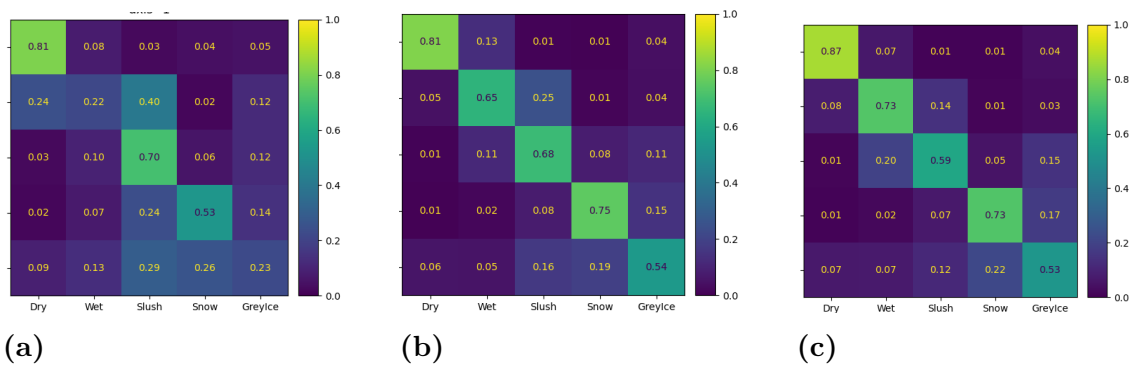 1.0
0.81 0.08 0.03 0.04 0.05
0.8
0.24 0.22 0.40 0.02 0.12
0.6
0.03 0.10 0.70 0.06 0.12
0.4
0.02 0.07 0.24 0.53 0.14
0.2
0.09 0.13 0.29 0.26 0.23
0.0
Dry Wet Slush Snow GreyIce
(a)
1.0
0.81 0.13 0.01 0.01 0.04
0.8
0.05 0.65 0.25 0.01 0.04
0.6
0.01 0.11 0.68 0.08 0.11
0.4
0.01 0.02 0.08 0.75 0.15
0.2
0.06 0.05 0.16 0.19 0.54
0.0
Dry Wet Slush Snow GreyIce
(b)
1.0
0.87 0.07 0.01 0.01 0.04
0.8
0.08 0.73 0.14 0.01 0.03
0.6
0.01 0.20 0.59 0.05 0.15
0.4
0.01 0.02 0.07 0.73 0.17
0.2
0.07 0.07 0.12 0.22 0.53
0.0
Dry Wet Slush Snow GreyIce
(c)